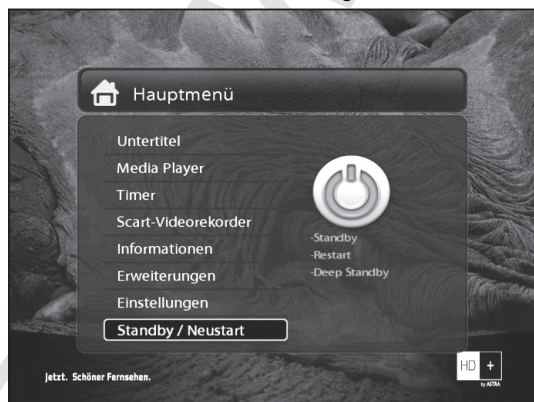 Hauptmenü
Untertitel
Media Player
Timer
Scart-Videorekorder
Informationen
Erweiterungen
Einstellungen
Standby / Neustart
-Standby
-Restart
-Deep Standby
Jetzt. Schöner Fernsehen.
HD +
by ASTRA